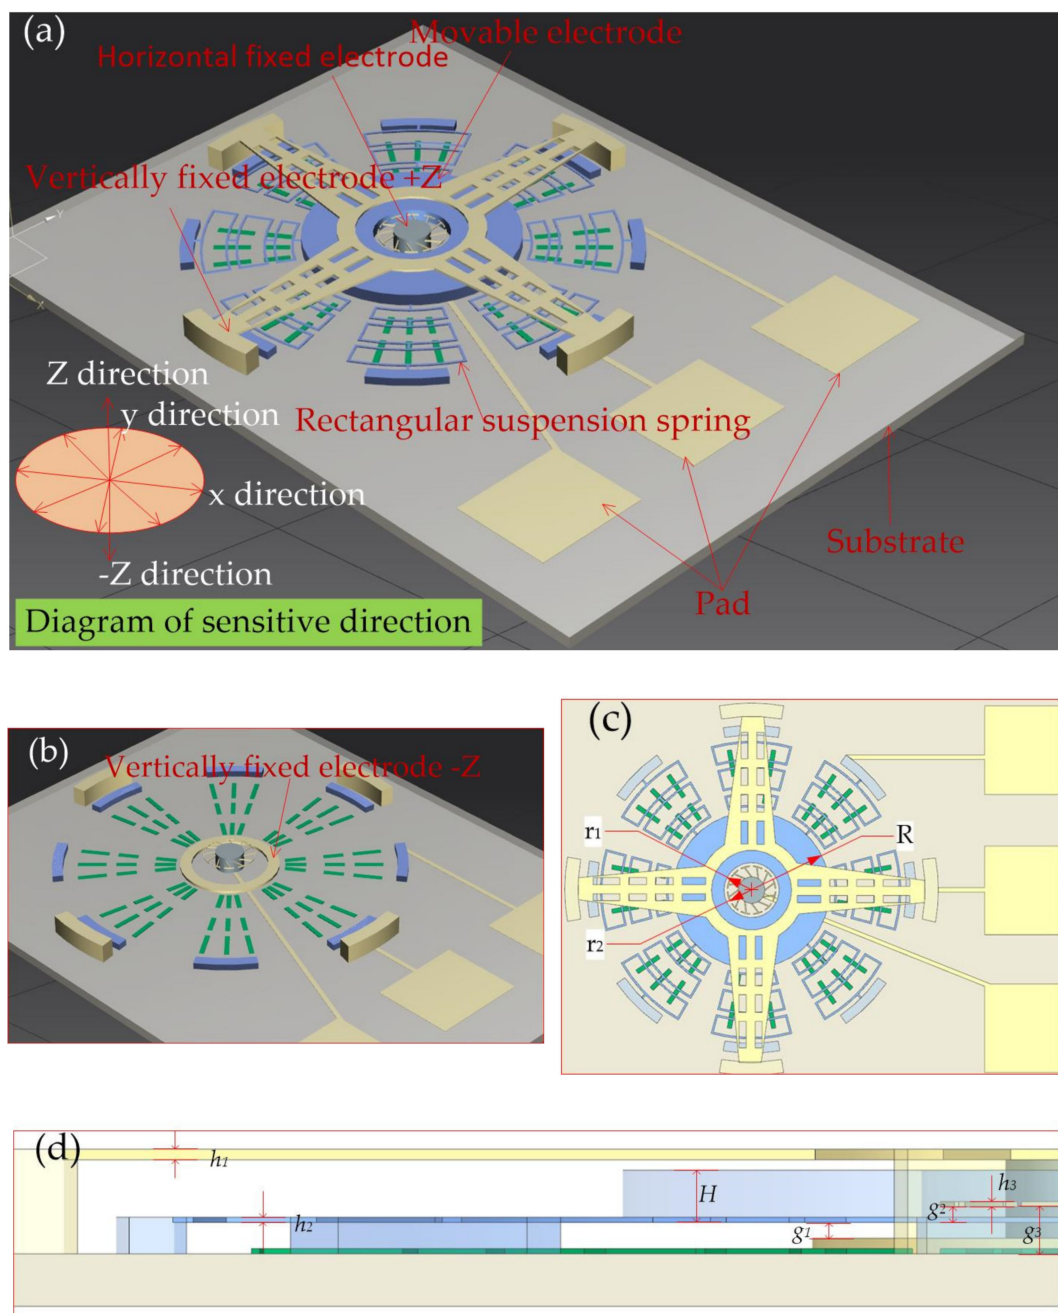 (a)
Movable electrode
Horizontal fixed electrode
Vertically fixed electrode +Z
Y
X
Z direction
y direction
Rectangular suspension spring
x direction
-Z direction
Substrate
Pad
Diagram of sensitive direction
(b)
Vertically fixed electrode -Z
(c)
r1
R
r2
(d)
h1
H
h3
h2
g2
g1
g3